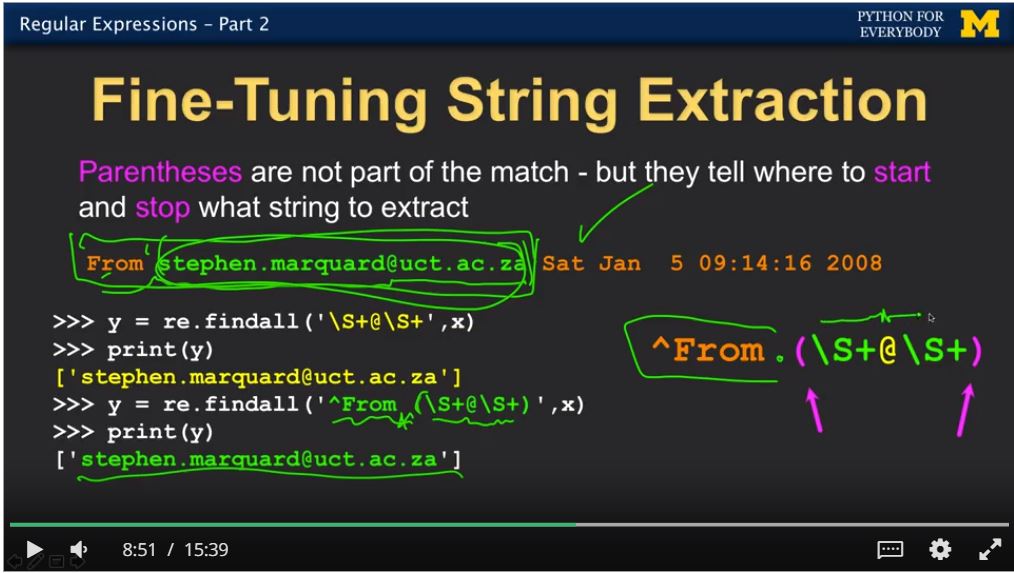 Regular Expressions – Part 2
PYTHON FOR
EVERYBODY
M
Fine-Tuning String Extraction
Parentheses are not part of the match - but they tell where to start
and stop what string to extract
From stephen.marquard@uct.ac.za Sat Jan  5 09:14:16 2008
>>> y = re.findall('\S+@\S+',x)
>>> print(y)
['stephen.marquard@uct.ac.za']
>>> y = re.findall('^From (\S+@\S+)',x)
>>> print(y)
['stephen.marquard@uct.ac.za']
^From (\S+@\S+)
8:51 / 15:39